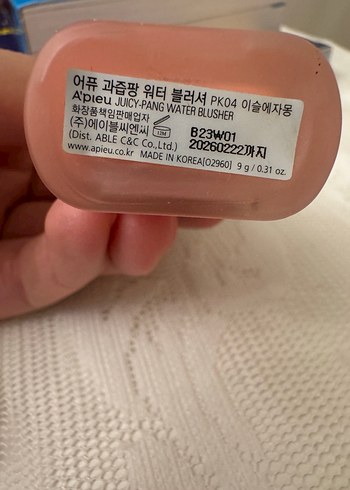 어퓨 과즙팡 워터 블러셔 PK04 이슬에자몽
A'pieu JUICY-PANG WATER BLUSHER
화장품책임판매업자
(주)에이블씨엔씨 12M B23W01
(Dist. ABLE C&C Co.,Ltd.) 20260222까지
www.apieu.co.kr MADE IN KOREA[O2960] 9 g / 0.31 oz.